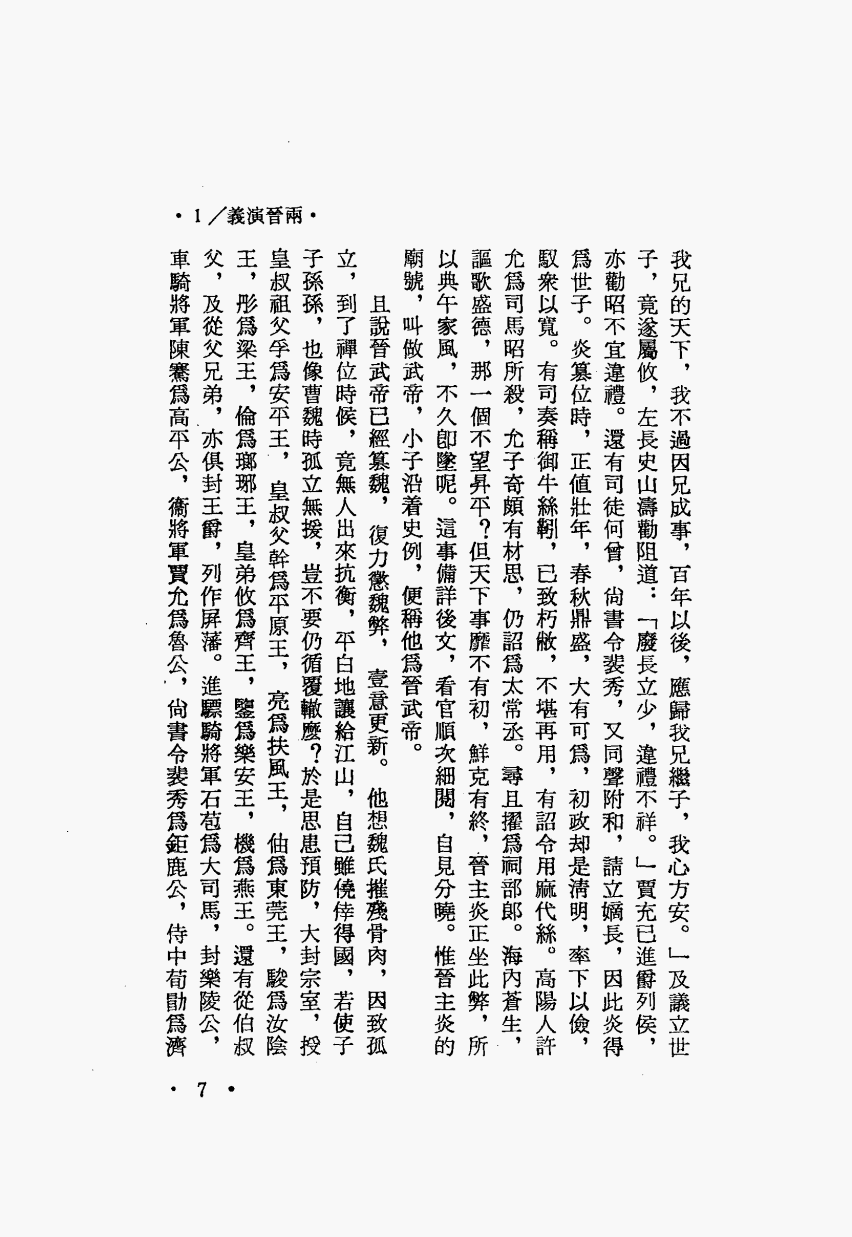 •兩晉演義／1•
我兄的天下，我不過因兄成事，百年以後，應歸我兄繼子，我心方安。」及議立世
子，竟遂屬攸，左長史山濤勸阻道：「廢長立少，違禮不祥。」賈充已進爵列侯，
亦勸昭不宜違禮。還有司徒何曾，尙書令裴秀，又同聲附和，請立嫡長，因此炎得
爲世子。炎篡位時，正値壯年，春秋鼎盛，大有可爲，初政却是淸明，率下以儉，
馭衆以寬。有司奏稱御牛絲靷，已致朽敝，不堪再用，有詔令用麻代絲。高陽人許
允爲司馬昭所殺，允子奇頗有材思，仍詔爲太常丞。尋且擢爲祠部郎。海內蒼生，
謳歌盛德，那一個不望昇平？但天下事靡不有初，鮮克有終，晉主炎正坐此弊，所
以典午家風，不久卽墜呢。這事備詳後文，看官順次細閱，自見分曉。惟晉主炎的
廟號，叫做武帝，小子沿着史例，便稱他爲晉武帝。
且說晉武帝已經篡魏，復力懲魏弊，壹意更新。他想魏氏摧殘骨肉，因致孤
立，到了禪位時候，竟無人出來抗衡，平白地讓給江山，自己雖僥倖得國，若使子
子孫孫，也像曹魏時孤立無援，豈不要仍循覆轍麼？於是思患預防，大封宗室，授
皇叔祖父孚爲安平王，皇叔父幹爲平原王，亮爲扶風王，伷爲東莞王，駿爲汝陰
王，彤爲梁王，倫爲瑯琊王，皇弟攸爲齊王，鑒爲樂安王，機爲燕王。還有從伯叔
父，及從父兄弟，亦俱封王爵，列作屏藩。進驃騎將軍石苞爲大司馬，封樂陵公，
車騎將軍陳騫爲高平公，衞將軍賈尤爲魯公，尙書令裴秀爲鉅鹿公，侍中荀勖爲濟
•7•